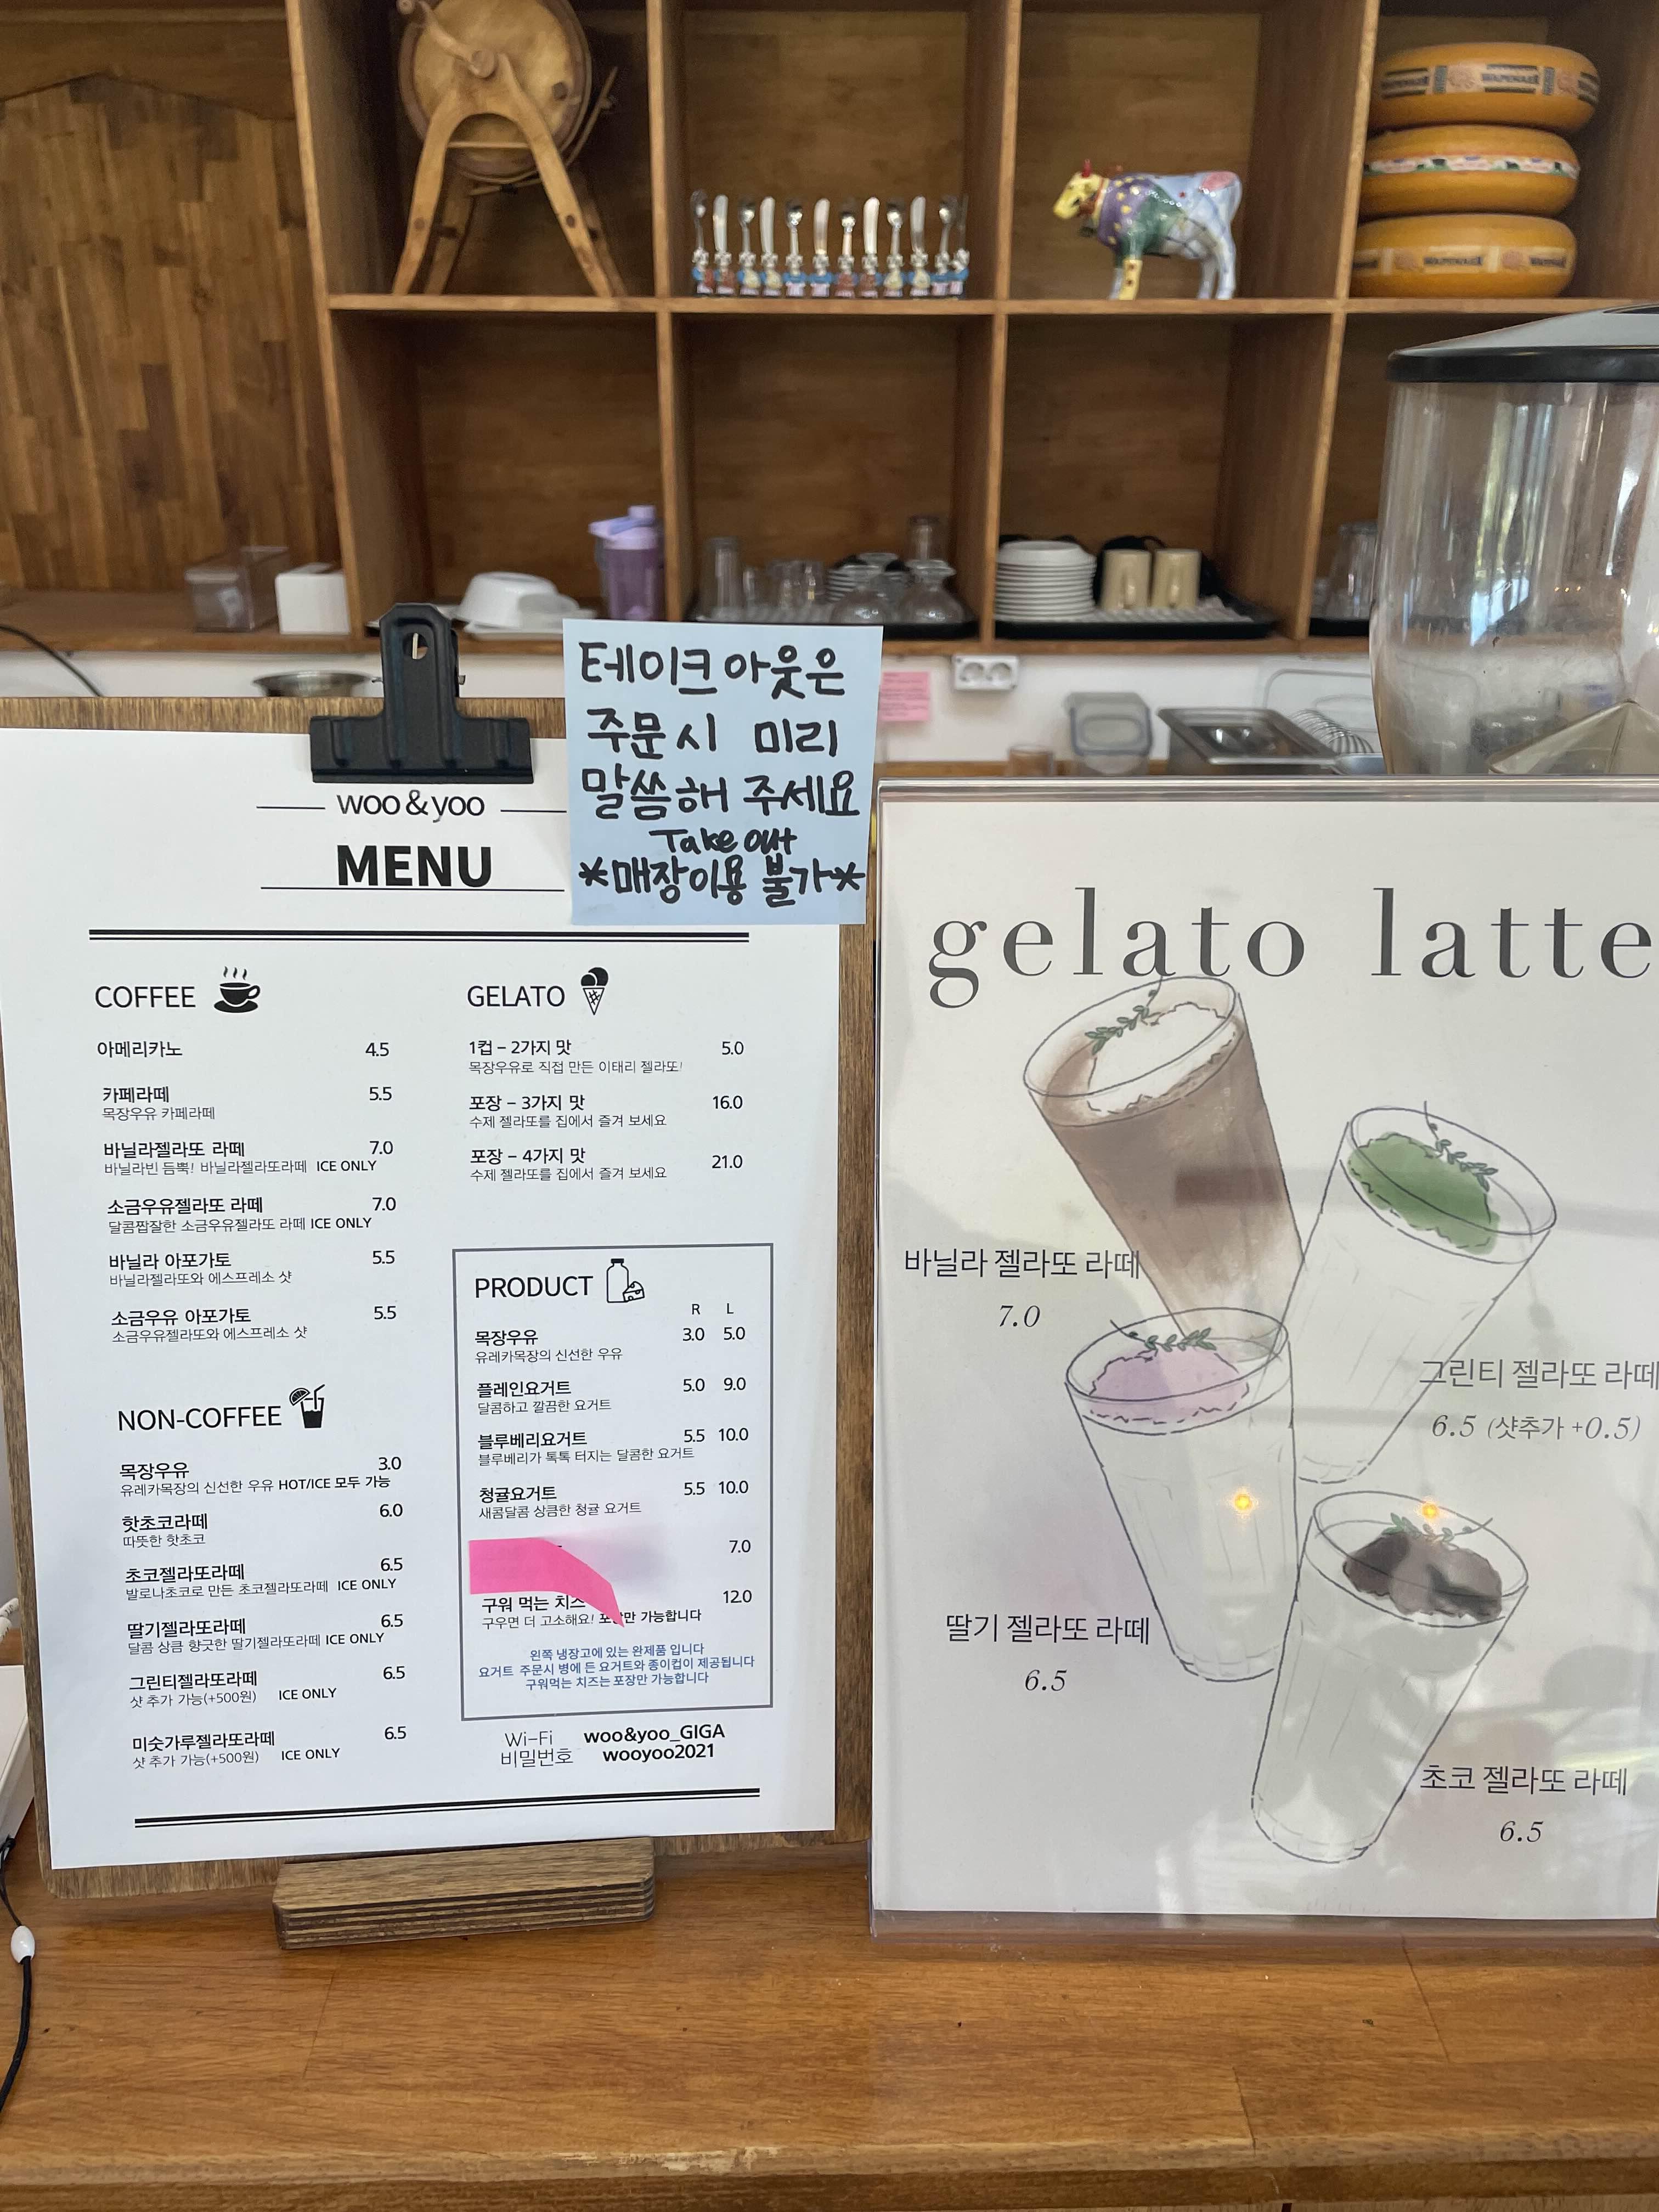 WAPENAER
WAPENAER
테이크아웃은
주문시 미리
말씀해 주세요
Take out
*매장이용 불가*
woo&yoo
MENU
COFFEE
아메리카노 4.5
카페라떼 5.5
목장우유 카페라떼
바닐라젤라또 라떼 7.0
바닐라빈 듬뿍! 바닐라젤라또라떼 ICE ONLY
소금우유젤라또 라떼 7.0
달콤짭잘한 소금우유젤라또 라떼 ICE ONLY
바닐라 아포가토 5.5
바닐라젤라또와 에스프레소 샷
소금우유 아포가토 5.5
소금우유젤라또와 에스프레소 샷
NON-COFFEE
목장우유 3.0
유레카목장의 신선한 우유 HOT/ICE 모두 가능
핫초코라떼 6.0
따뜻한 핫초코
초코젤라또라떼 6.5
발로나초코로 만든 초코젤라또라떼 ICE ONLY
딸기젤라또라떼 6.5
달콤 상큼 향긋한 딸기젤라또라떼 ICE ONLY
그린티젤라또라떼 6.5
샷 추가 가능(+500원) ICE ONLY
미숫가루젤라또라떼 6.5
샷 추가 가능(+500원) ICE ONLY
GELATO
1컵 – 2가지 맛 5.0
목장우유로 직접 만든 이태리 젤라또!
포장 – 3가지 맛 16.0
수제 젤라또를 집에서 즐겨 보세요
포장 – 4가지 맛 21.0
수제 젤라또를 집에서 즐겨 보세요
PRODUCT
R L
목장우유 3.0 5.0
유레카목장의 신선한 우유
플레인요거트 5.0 9.0
달콤하고 깔끔한 요거트
블루베리요거트 5.5 10.0
블루베리가 톡톡 터지는 달콤한 요거트
청귤요거트 5.5 10.0
새콤달콤 상큼한 청귤 요거트
7.0
구워 먹는 치즈 12.0
구우면 더 고소해요! 포장만 가능합니다
왼쪽 냉장고에 있는 완제품 입니다
요거트 주문시 병에 든 요거트와 종이컵이 제공됩니다
구워먹는 치즈는 포장만 가능합니다
Wi-Fi woo&yoo_GIGA
비밀번호 wooyoo2021
gelato latte
바닐라 젤라또 라떼
7.0
그린티 젤라또 라떼
6.5 (샷추가 +0.5)
딸기 젤라또 라떼
6.5
초코 젤라또 라떼
6.5